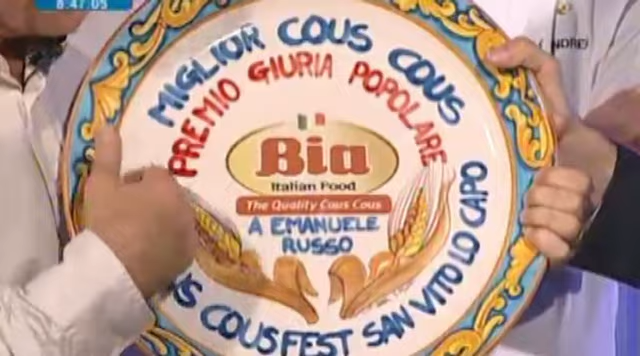 8:47:05
MIGLIOR COUS COUS
PREMIO GIURIA POPOLARE
Bia
Italian Food
The Quality Cous Cous
A EMANUELE
RUSSO
COUSFEST SAN VITO LO CAPO